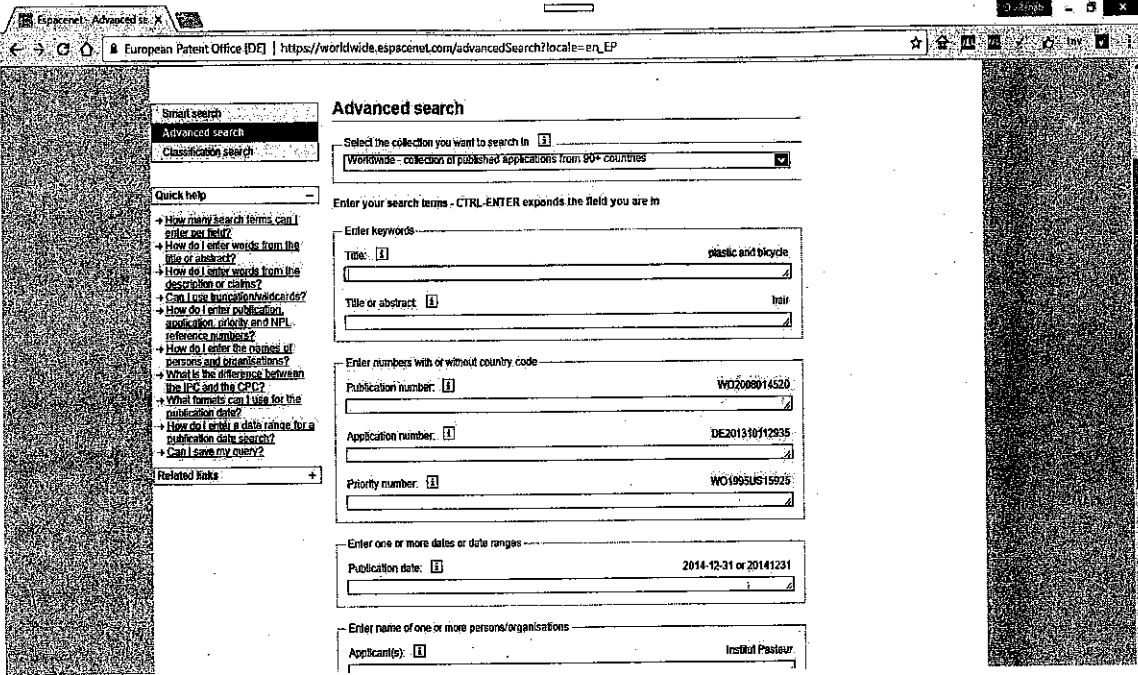 Espacenet - Advanced se
European Patent Office [DE] | https://worldwide.espacenet.com/advancedSearch?locale=en_EP
Smart search
Advanced search
Classification search
Quick help
How many search terms can I
enter per field?
How do I enter words from the
title or abstract?
How do I enter words from the
description or claims?
Can I use truncation/wildcards?
How do I enter publication,
application, priority and NPL
reference numbers?
How do I enter the names of
persons and organisations?
What is the difference between
the IPC and the CPC?
What formats can I use for the
publication date?
How do I enter a date range for a
publication date search?
Can I save my query?
Related links +
Advanced search
Select the collection you want to search in
Worldwide - collection of published applications from 90+ countries
Enter your search terms - CTRL-ENTER expands the field you are in
Enter keywords
Title: plastic and bicycle
Title or abstract: hair
Enter numbers with or without country code
Publication number: WO2008014520
Application number: DE201310112935
Priority number: WO1995US15925
Enter one or more dates or date ranges
Publication date: 2014-12-31 or 20141231
Enter name of one or more persons/organisations
Applicant(s): Institut Pasteur